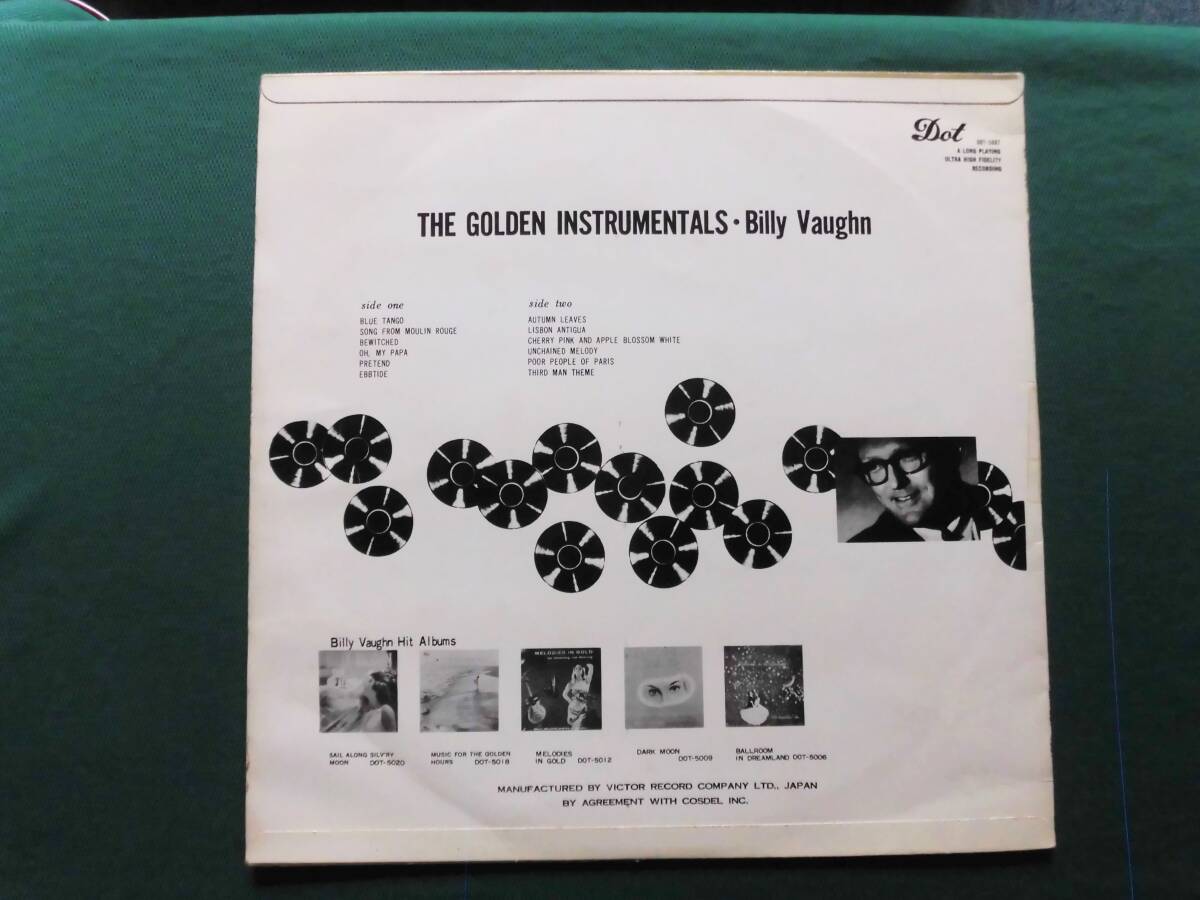 Dot
A LONG PLAYING
ULTRA HIGH FIDELITY
RECORDING
THE GOLDEN INSTRUMENTALS • Billy Vaughn
side one
BLUE TANGO
SONG FROM MOULIN ROUGE
BEWITCHED
OH, MY PAPA
PRETEND
EBBTIDE
side two
AUTUMN LEAVES
LISBON ANTIGUA
CHERRY PINK AND APPLE BLOSSOM WHITE
UNCHAINED MELODY
POOR PEOPLE OF PARIS
THIRD MAN THEME
Billy Vaughn Hit Albums
MELODIES IN GOLD
SAIL ALONG SILV'RY
MOON DOT-5020
MUSIC FOR THE GOLDEN
HOURS DOT-5018
MELODIES
IN GOLD DOT-5012
DARK MOON
DOT-5009
BALLROOM
IN DREAMLAND DOT-5006
MANUFACTURED BY VICTOR RECORD COMPANY LTD., JAPAN
BY AGREEMENT WITH COSDEL INC.